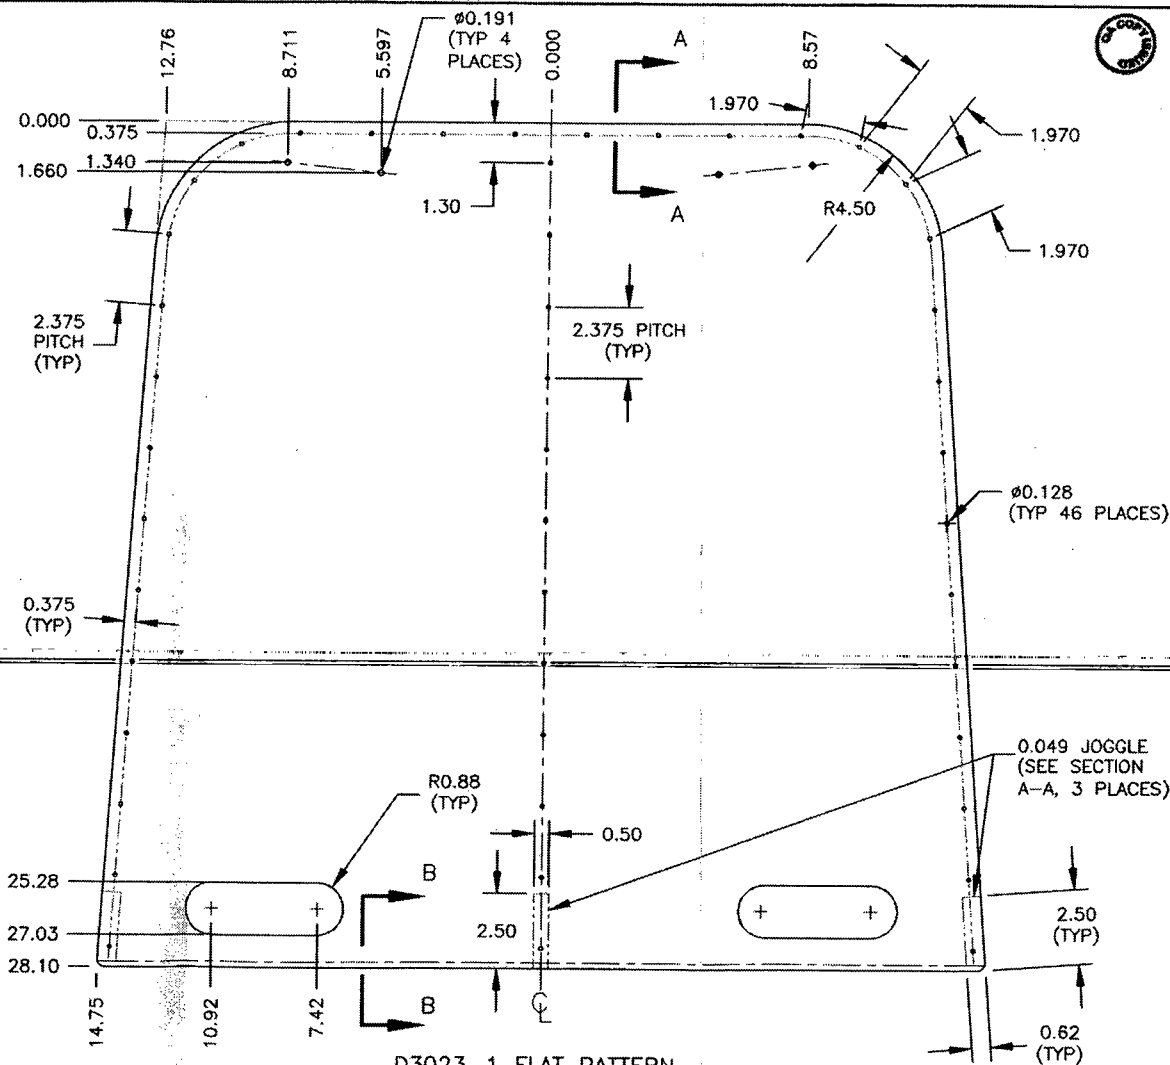 ø0.191
(TYP 4
PLACES)
12.76
8.711
5.597
0.000
A
8.57
1.970
0.000
0.375
1.340
1.660
1.30
A
R4.50
1.970
1.970
2.375
PITCH
(TYP)
2.375 PITCH
(TYP)
ø0.128
(TYP 46 PLACES)
0.375
(TYP)
0.049 JOGGLE
(SEE SECTION
A-A, 3 PLACES)
R0.88
(TYP)
0.50
25.28
B
2.50
2.50
(TYP)
27.03
28.10
14.75
10.92
7.42
B
CL
0.62
(TYP)
D3023-1 FLAT PATTERN